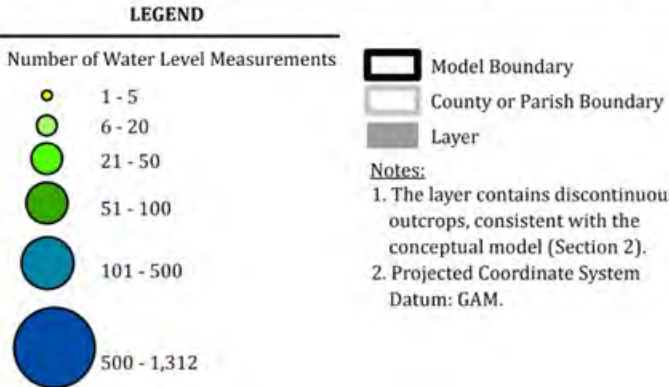 LEGEND
Number of Water Level Measurements
1 - 5
6 - 20
21 - 50
51 - 100
101 - 500
500 - 1,312
Model Boundary
County or Parish Boundary
Layer
Notes:
1. The layer contains discontinuou
outcrops, consistent with the
conceptual model (Section 2).
2. Projected Coordinate System
Datum: GAM.